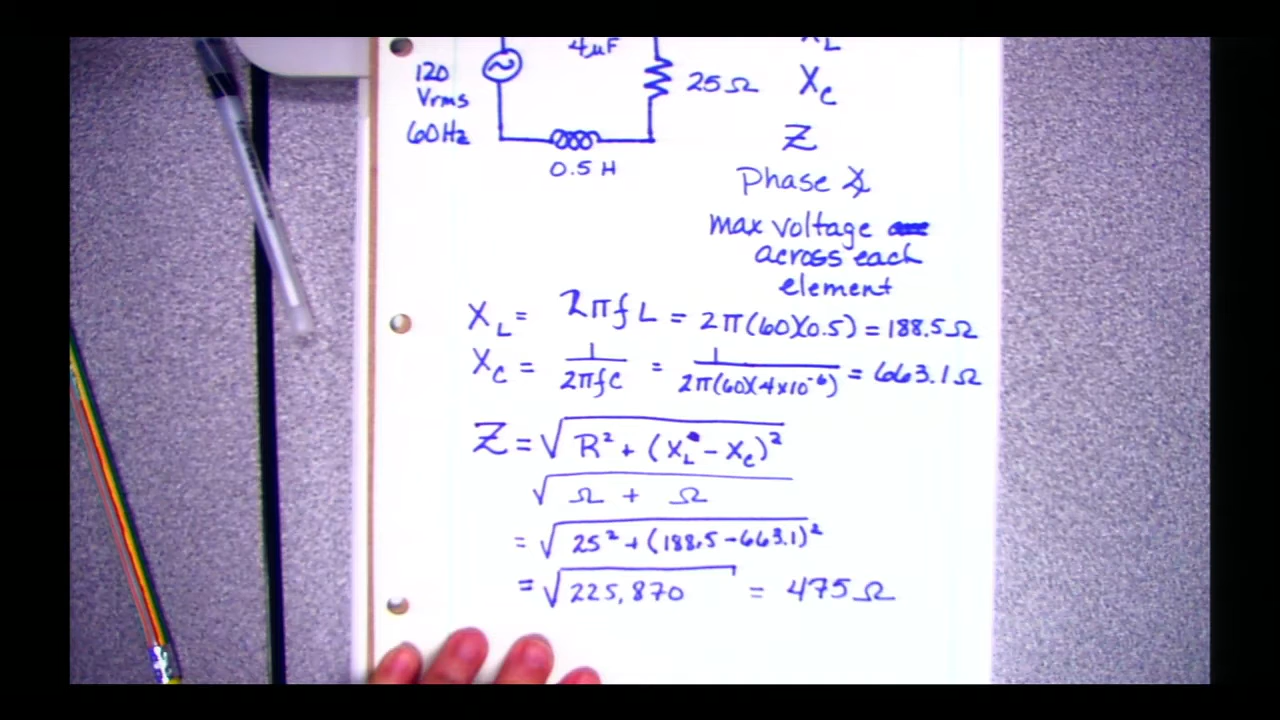 4µF
X_L
120
Vrms
60Hz
25Ω
X_C
Z
0.5 H
Phase ∡
max voltage
across each
element
X_L = 2πfL = 2π(60)(0.5) = 188.5Ω
X_C = 1/(2πfC) = 1/(2π(60)(4x10⁻⁶)) = 663.1Ω
Z = √(R² + (X_L - X_C)²)
√(Ω + Ω)
= √(25² + (188.5-663.1)²)
= √(225,870) = 475Ω